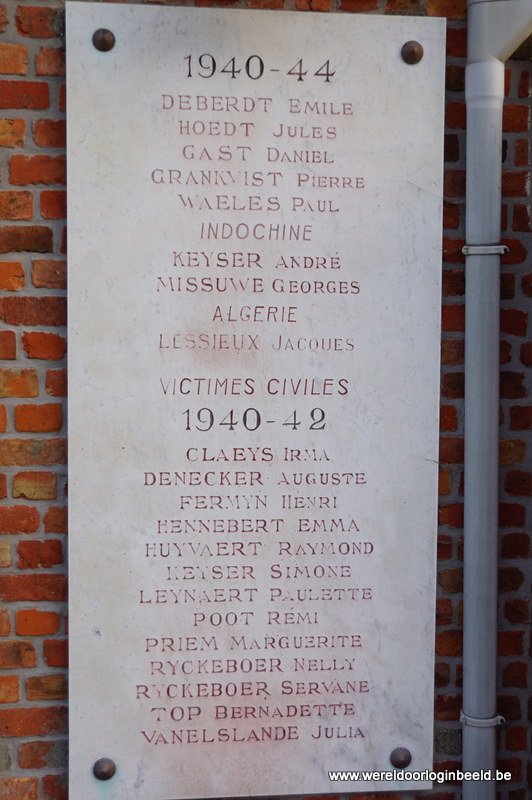 1940-44
DEBERDT EMILE
HOEDT JULES
GAST DANIEL
GRANKVIST PIERRE
WAELES PAUL
INDOCHINE
KEYSER ANDRÉ
MISSUWE GEORGES
ALGERIE
LESSIEUX JACQUES
VICTIMES CIVILES
1940-42
CLAEYS IRMA
DENECKER AUGUSTE
FERMYN HENRI
HENNEBERT EMMA
HUYVAERT RAYMOND
KEYSER SIMONE
LEYNAERT PAULETTE
POOT RÉMI
PRIEM MARGUERITE
RYCKEBOER NELLY
RYCKEBOER SERVANE
TOP BERNADETTE
VANELSLANDE JULIA
www.wereldoorloginbeeld.be